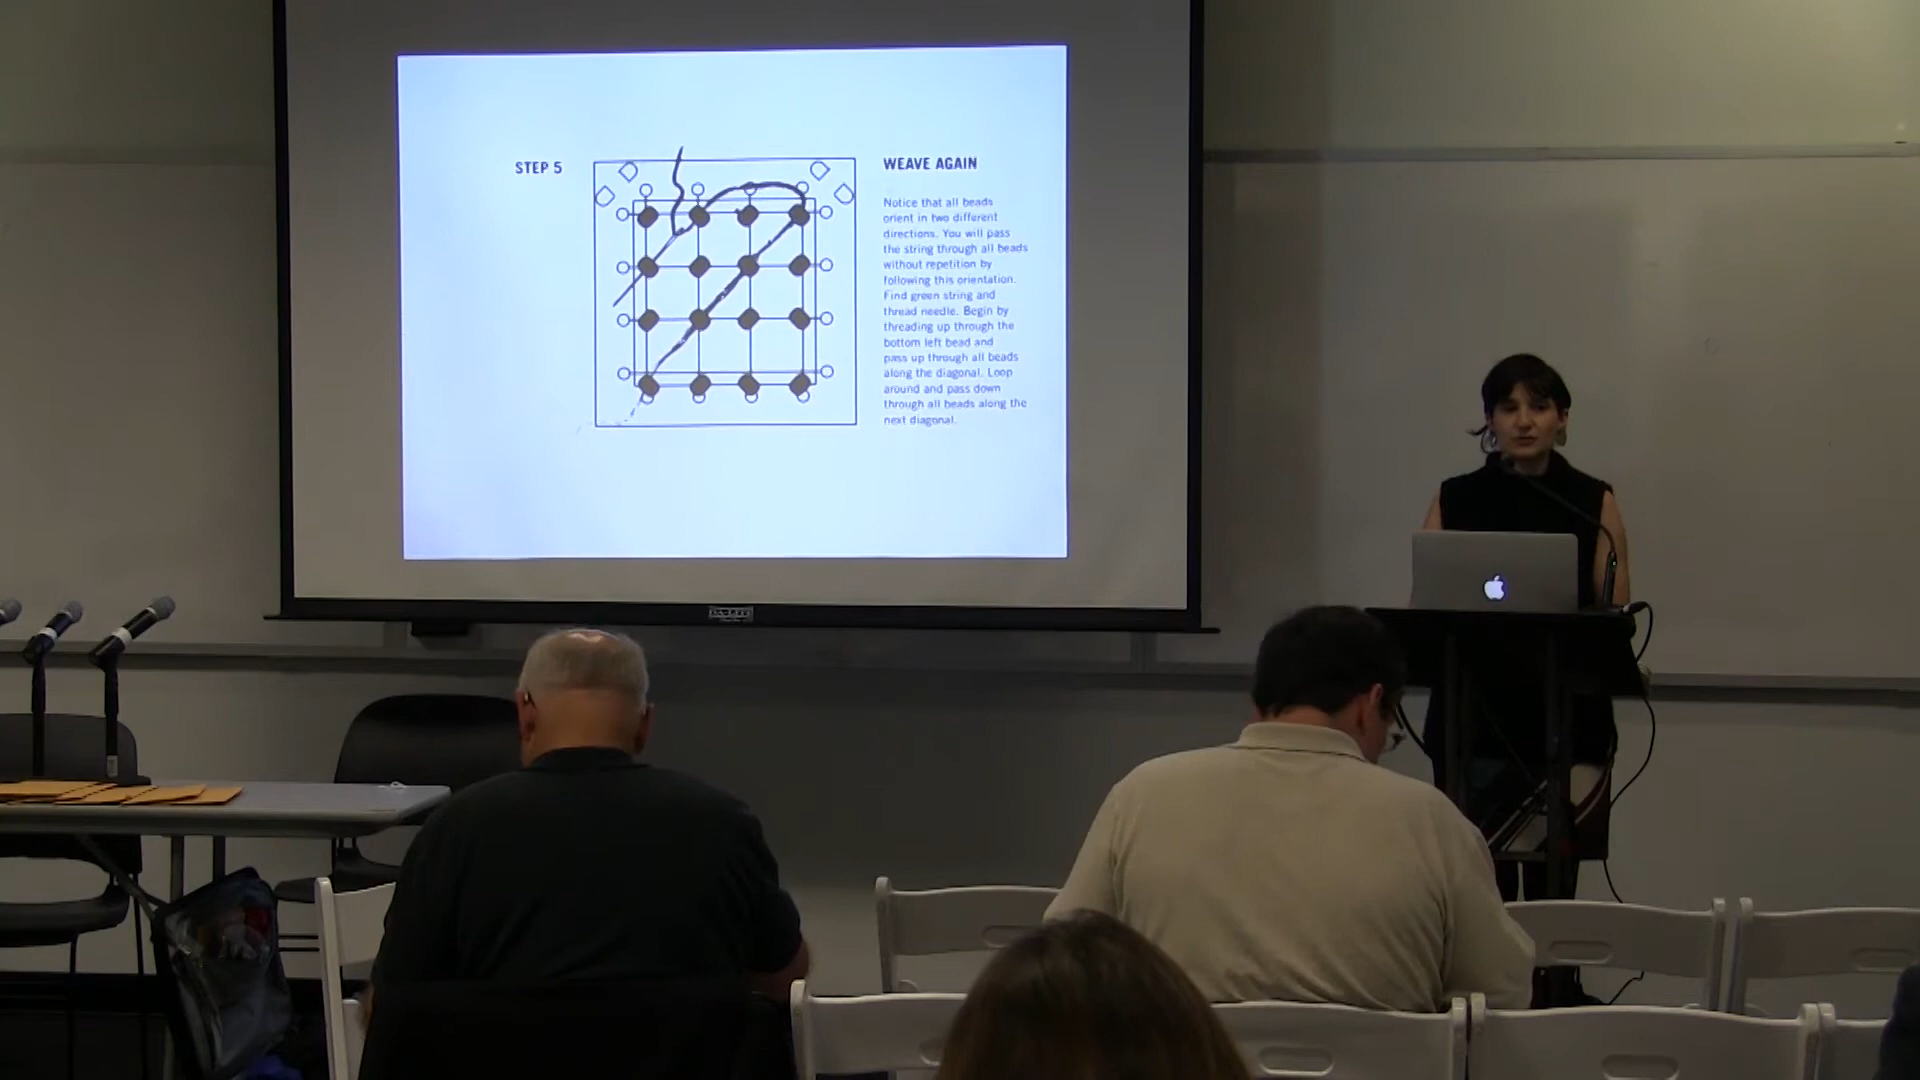 STEP 5
WEAVE AGAIN
Notice that all beads
orient in two different
directions. You will pass
the string through all beads
without repetition by
following this orientation.
Find green string and
thread needle. Begin by
threading up through the
bottom left bead and
pass up through all beads
along the diagonal. Loop
around and pass down
through all beads along the
next diagonal.
DA-LITE